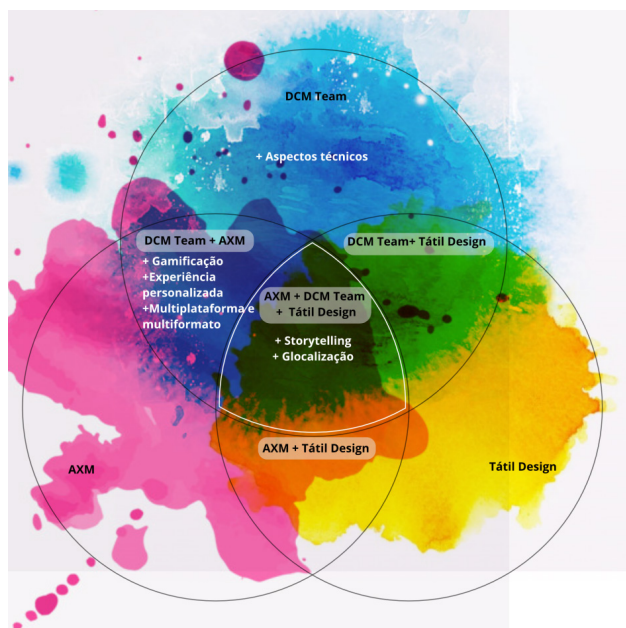 DCM Team
+ Aspectos técnicos
DCM Team + AXM
+ Gamificação
+Experiência
personalizada
+Multiplataforma e
multiformato
DCM Team+ Tátil Design
AXM + DCM Team
+ Tátil Design
+ Storytelling
+ Glocalização
AXM + Tátil Design
AXM
Tátil Design